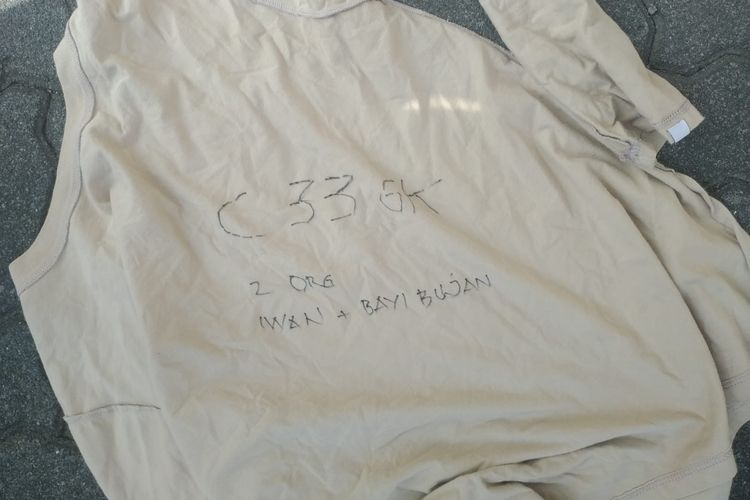 C 33 GK
2 ORG
IWAN + BAYI BUJAN